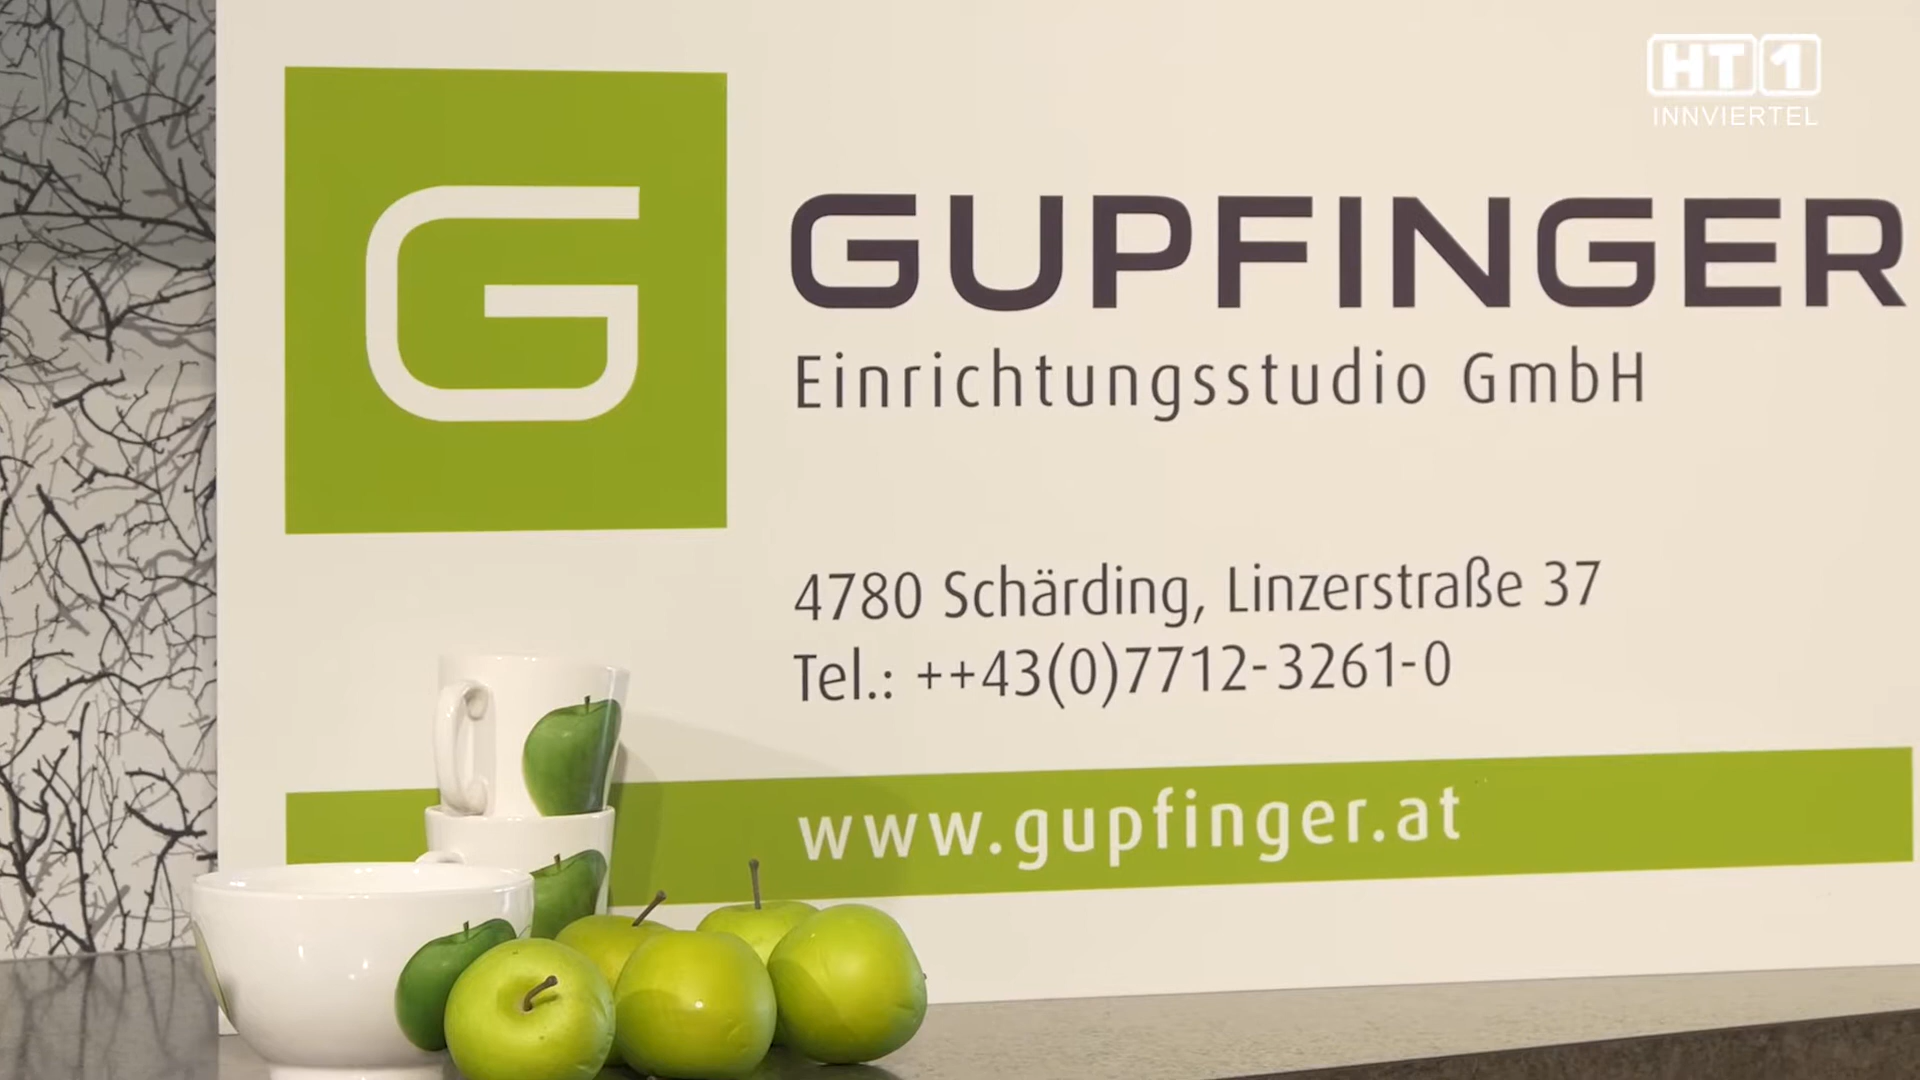 HT1
INNVIERTEL
G
GUPFINGER
Einrichtungsstudio GmbH
4780 Schärding, Linzerstraße 37
Tel.: ++43(0)7712-3261-0
www.gupfinger.at